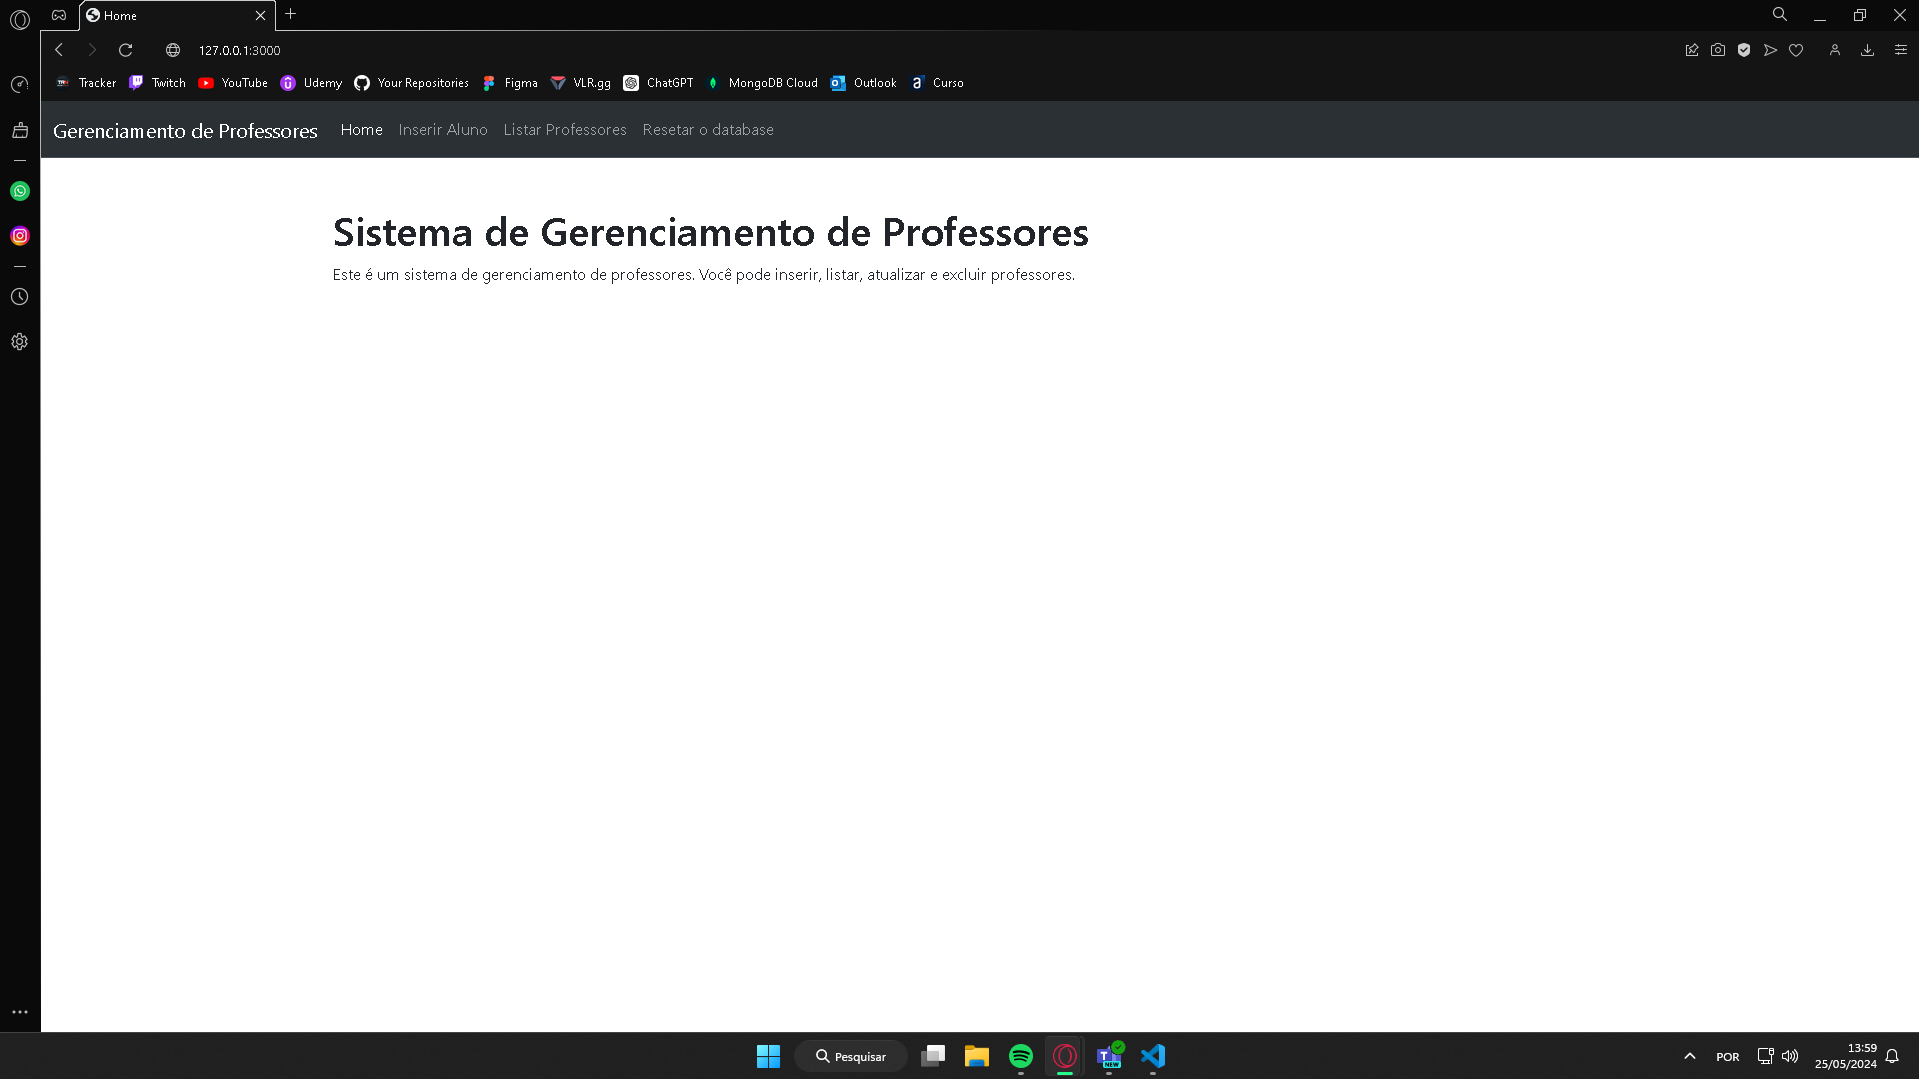 Home
127.0.0.1:3000
Tracker Twitch YouTube Udemy Your Repositories Figma VLR.gg ChatGPT MongoDB Cloud Outlook Curso
Gerenciamento de Professores Home Inserir Aluno Listar Professores Resetar o database
Sistema de Gerenciamento de Professores
Este é um sistema de gerenciamento de professores. Você pode inserir, listar, atualizar e excluir professores.
Pesquisar
NEW
POR
13:59
25/05/2024